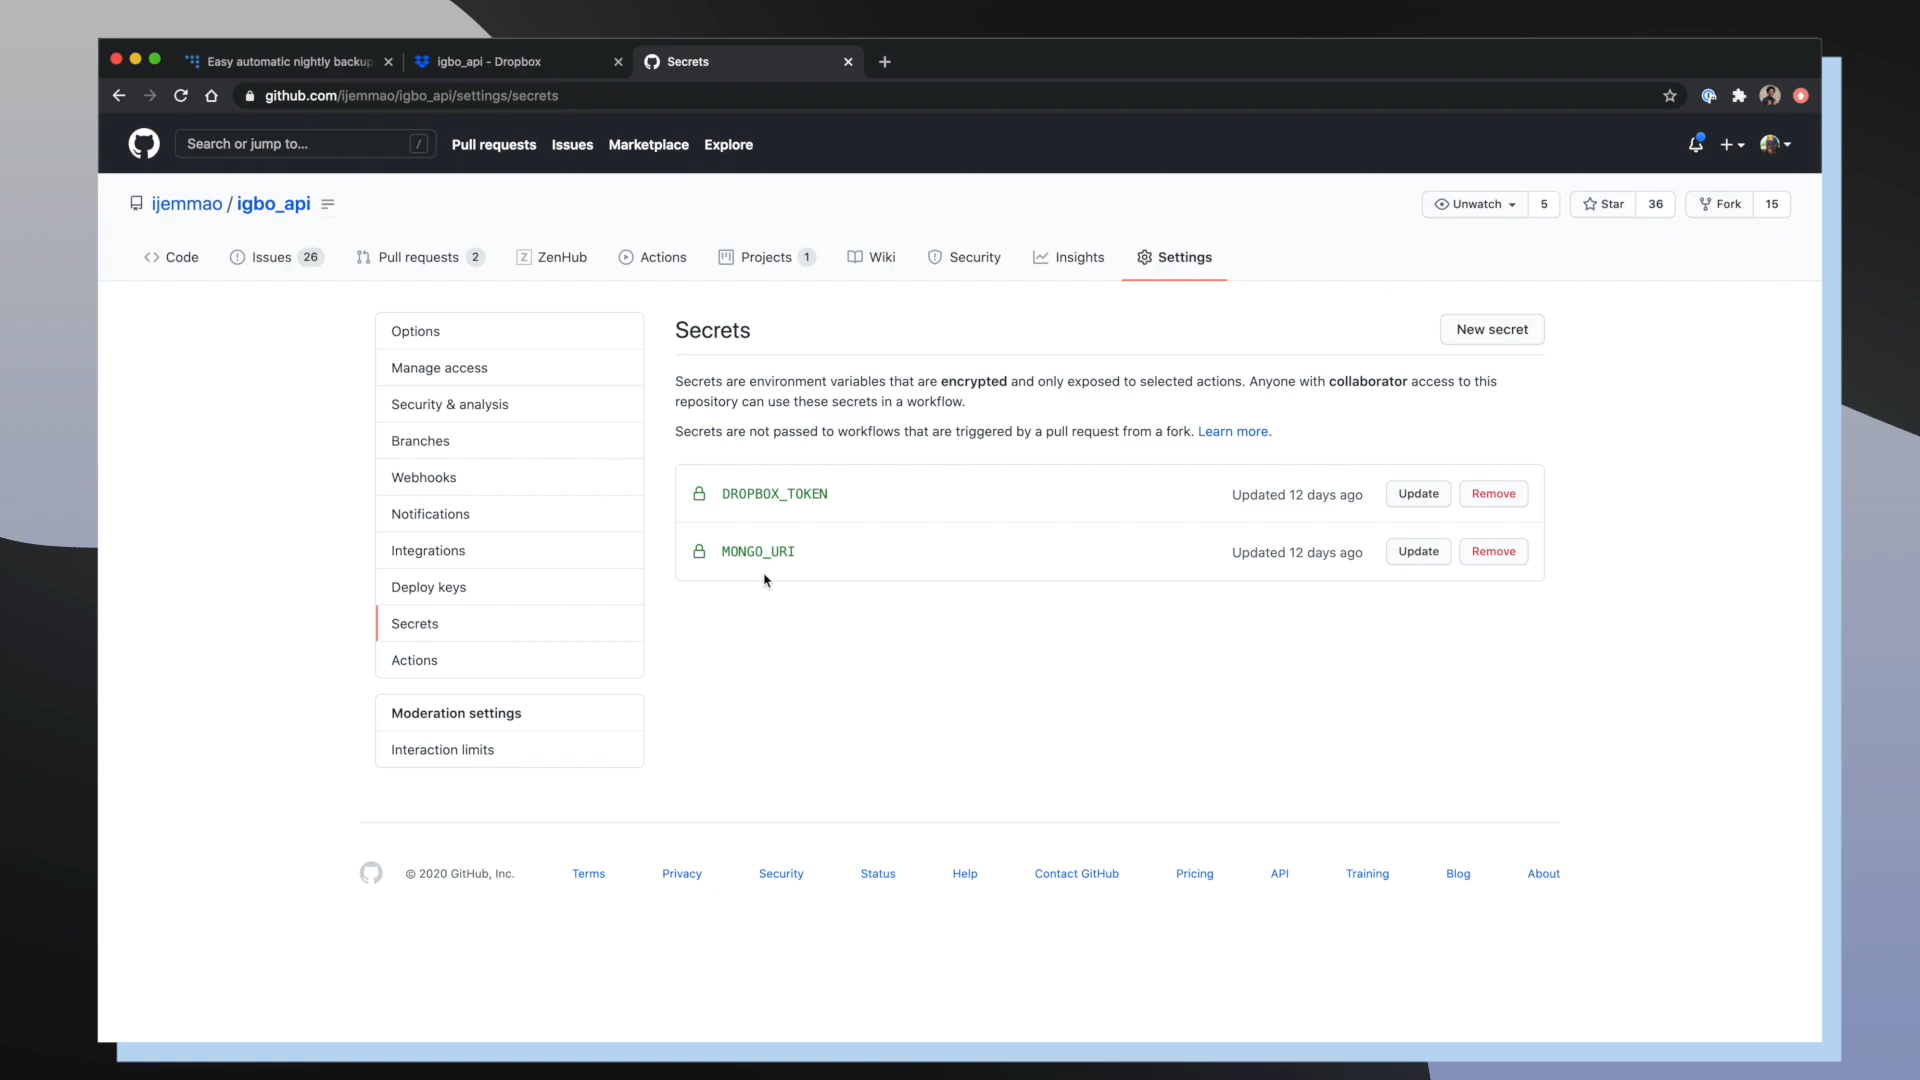 Easy automatic nightly backup
igbo_api - Dropbox
Secrets
github.com/ijemmao/igbo_api/settings/secrets
Search or jump to...
/
Pull requests
Issues
Marketplace
Explore
ijemmao / igbo_api
Unwatch
5
Star
36
Fork
15
Code
Issues 26
Pull requests 2
ZenHub
Actions
Projects 1
Wiki
Security
Insights
Settings
Options
Manage access
Security & analysis
Branches
Webhooks
Notifications
Integrations
Deploy keys
Secrets
Actions
Moderation settings
Interaction limits
Secrets
New secret
Secrets are environment variables that are encrypted and only exposed to selected actions. Anyone with collaborator access to this
repository can use these secrets in a workflow.
Secrets are not passed to workflows that are triggered by a pull request from a fork. Learn more.
DROPBOX_TOKEN
Updated 12 days ago
Update
Remove
MONGO_URI
Updated 12 days ago
Update
Remove
© 2020 GitHub, Inc.
Terms
Privacy
Security
Status
Help
Contact GitHub
Pricing
API
Training
Blog
About